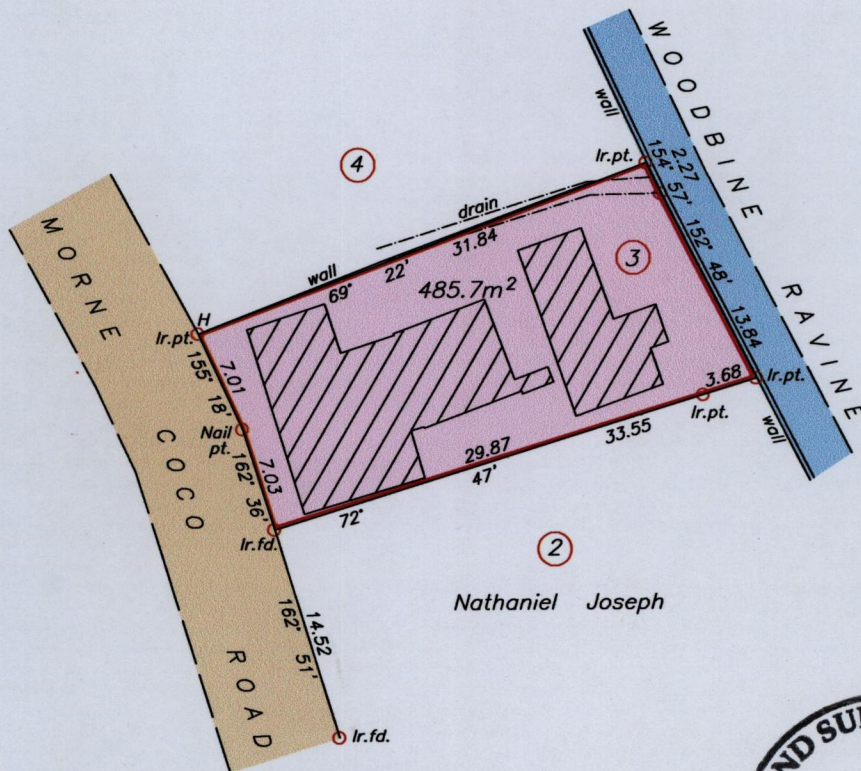 WOODBINE RAVINE
wall
Ir.pt.
2.27
154° 57'
4
drain
31.84
152° 48'
3
MORNE COCO ROAD
wall
69° 22'
485.7m²
13.84
H
Ir.pt.
7.01
155° 18'
3.68
Ir.pt.
Ir.pt.
wall
Nail pt.
7.03
162° 36'
29.87
33.55
72° 47'
Ir.fd.
2
Nathaniel Joseph
14.52
162° 51'
Ir.fd.